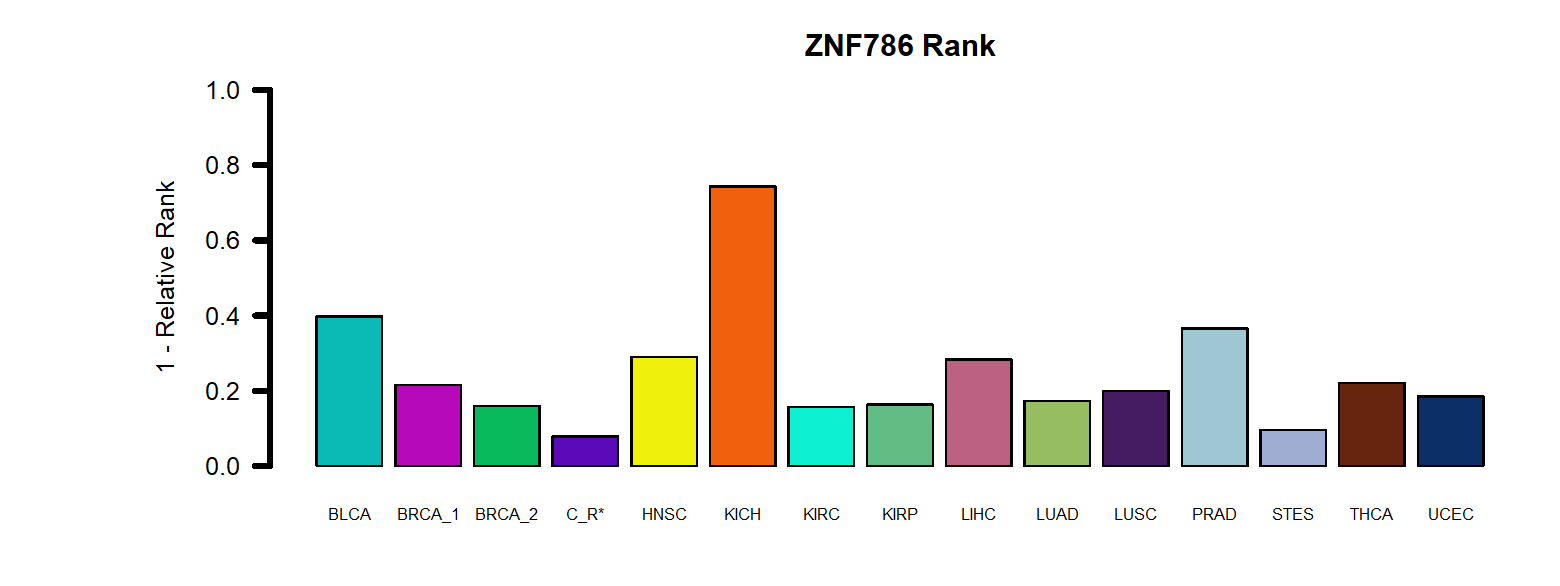 ZNF786 Rank
1 - Relative Rank
1.0
0.8
0.6
0.4
0.2
0.0
BLCA BRCA_1 BRCA_2 C_R* HNSC KICH KIRC KIRP LIHC LUAD LUSC PRAD STES THCA UCEC